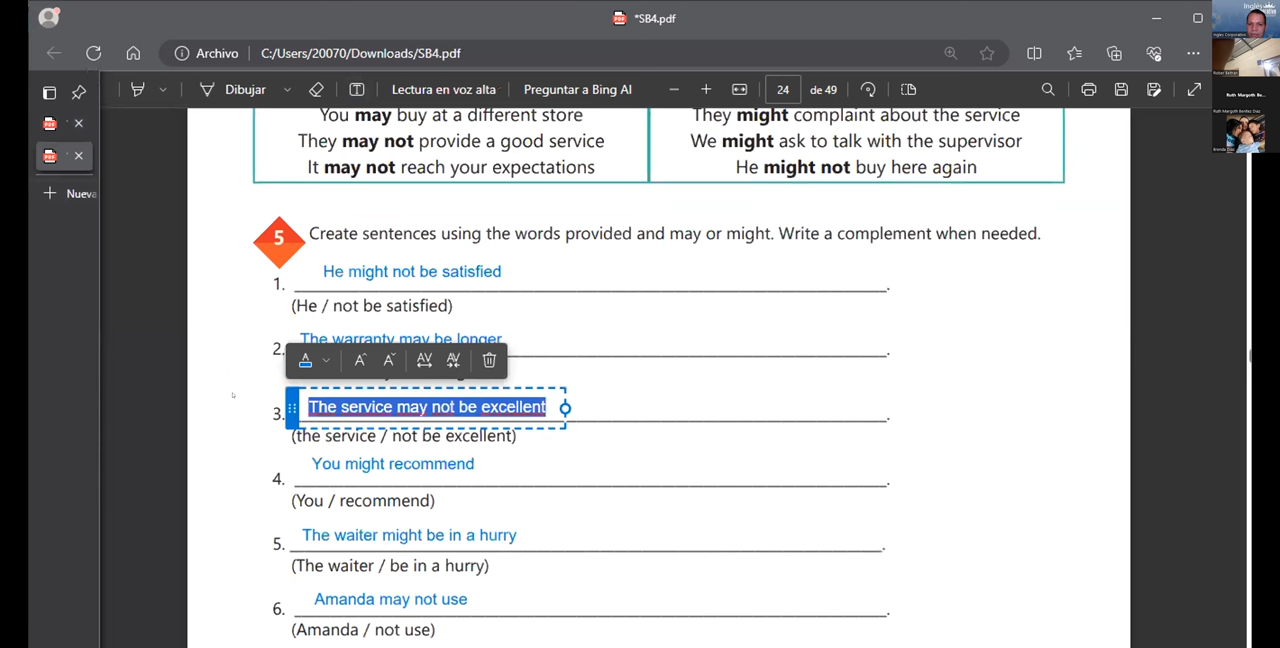 *SB4.pdf
Archivo C:/Users/20070/Downloads/SB4.pdf
Dibujar Lectura en voz alta Preguntar a Bing AI 24 de 49
Nueva
You may buy at a different store
They may not provide a good service
It may not reach your expectations
They might complaint about the service
We might ask to talk with the supervisor
He might not buy here again
5 Create sentences using the words provided and may or might. Write a complement when needed.
He might not be satisfied
1. .
(He / not be satisfied)
The warranty may be longer
2. .
The service may not be excellent
3. .
(the service / not be excellent)
You might recommend
4. .
(You / recommend)
The waiter might be in a hurry
5. .
(The waiter / be in a hurry)
Amanda may not use
6. .
(Amanda / not use)